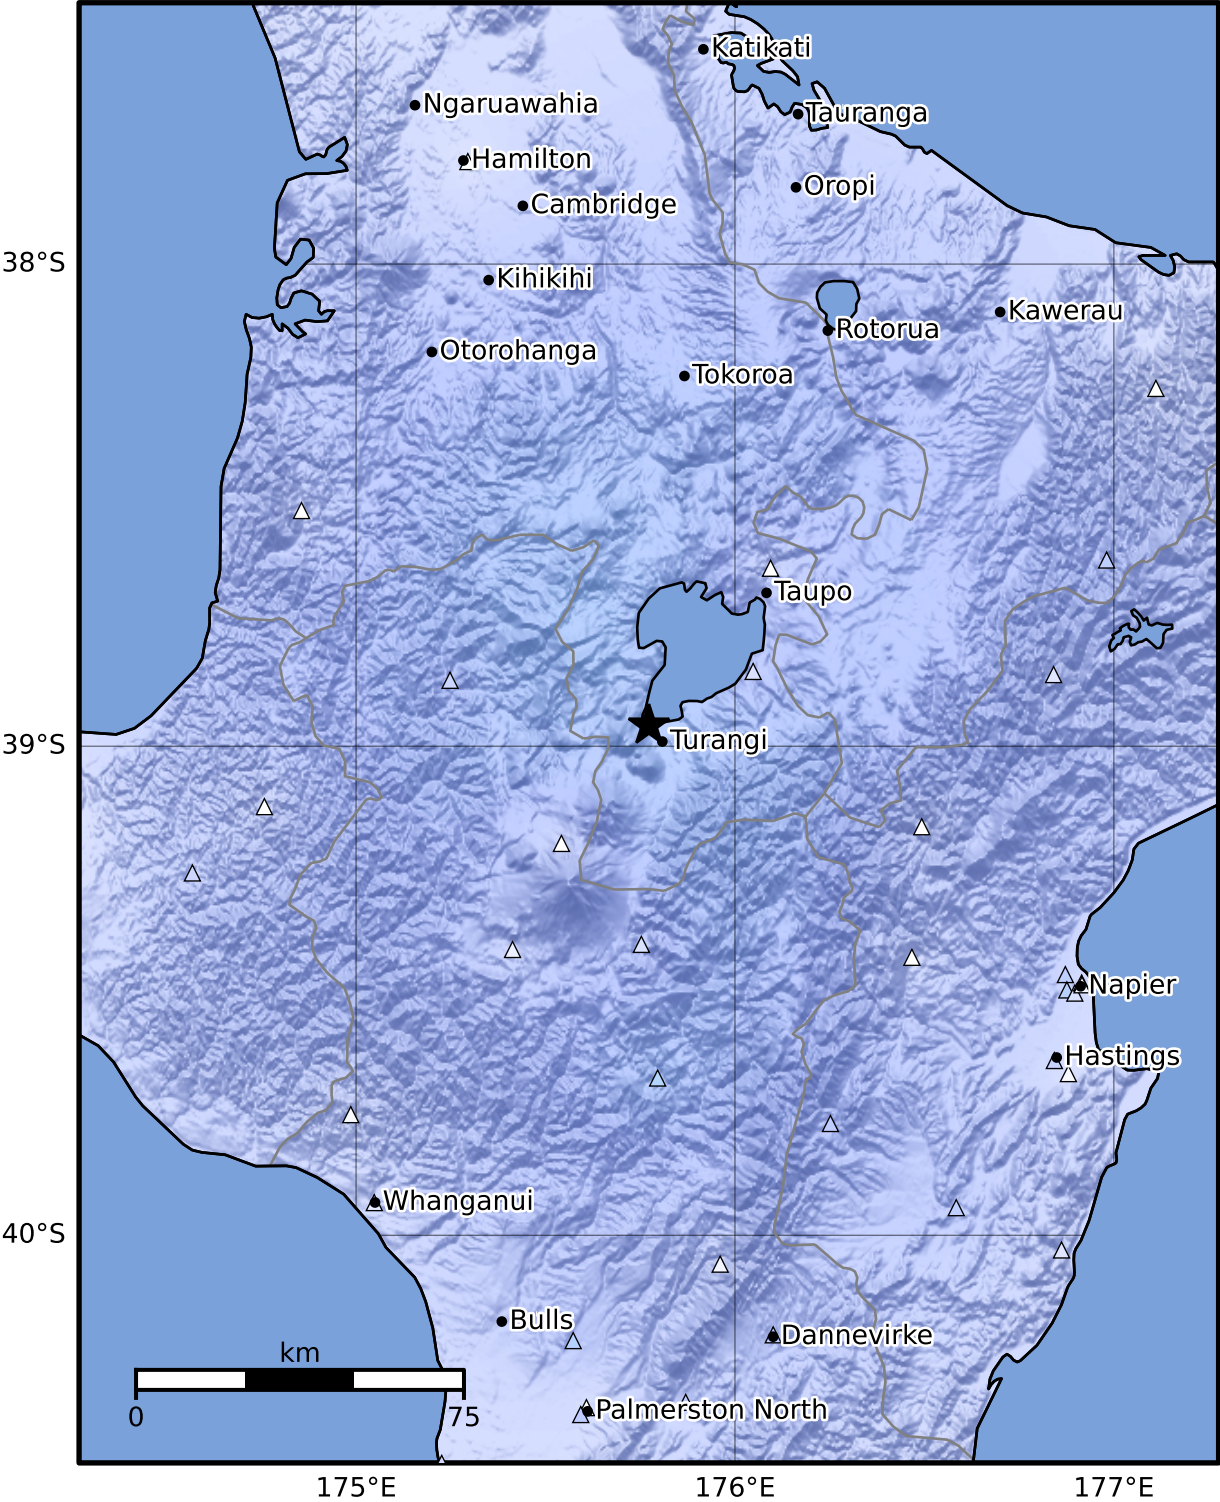 Katikati
Ngaruawahia
Tauranga
Hamilton
Oropi
Cambridge
38°S
Kihikihi
Kawerau
Rotorua
Otorohanga
Tokoroa
Taupo
39°S
Turangi
Napier
Hastings
Whanganui
40°S
Bulls
Dannevirke
km
0 75
Palmerston North
175°E 176°E 177°E